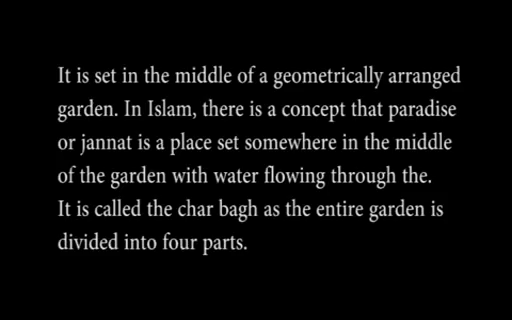 It is set in the middle of a geometrically arranged
garden. In Islam, there is a concept that paradise
or jannat is a place set somewhere in the middle
of the garden with water flowing through the.
It is called the char bagh as the entire garden is
divided into four parts.